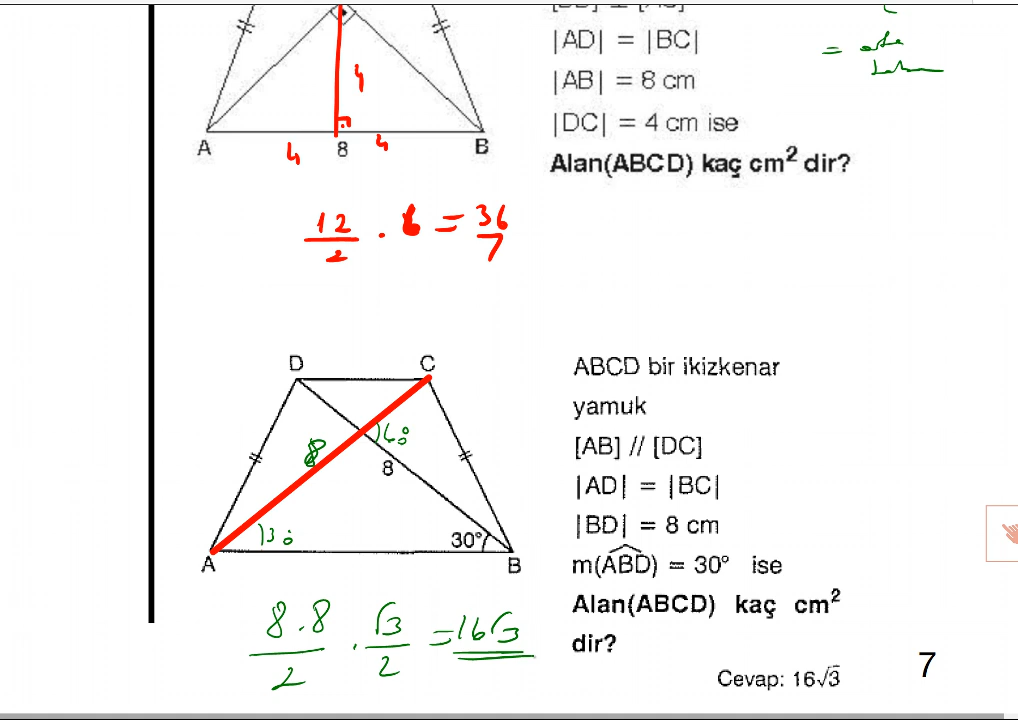 |AD| = |BC|
|AB| = 8 cm
|DC| = 4 cm ise
Alan(ABCD) kaç cm² dir?
=
4
A 4 8 4 B
12/2 · 6 = 36
D C
ABCD bir ikizkenar
yamuk
[AB] // [DC]
|AD| = |BC|
|BD| = 8 cm
m(ABD) = 30° ise
Alan(ABCD) kaç cm²
dir?
Cevap: 16√3
8 60°
8
30° 30°
A B
8.8/2 · √3/2 = 16√3
7